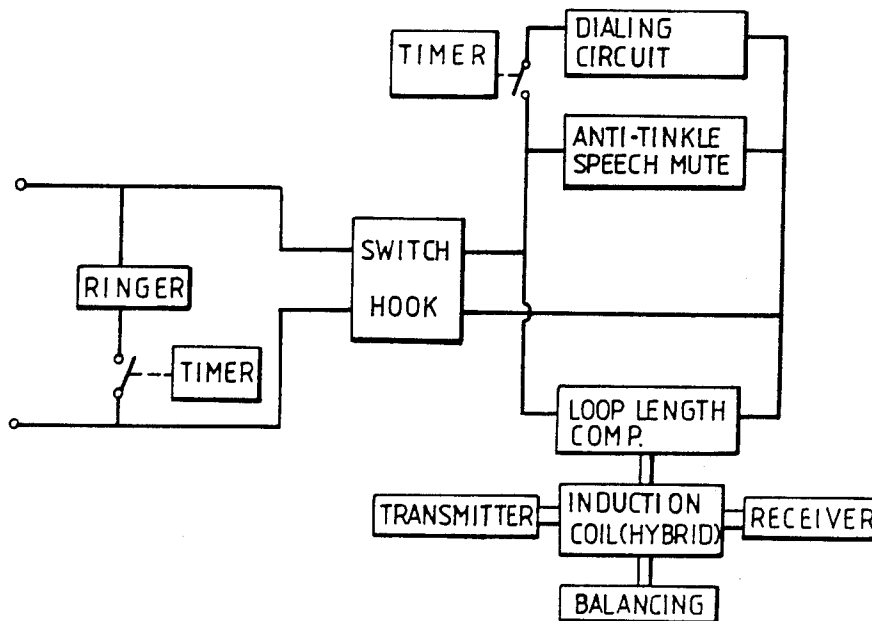 DIALING
CIRCUIT
TIMER
ANTI-TINKLE
SPEECH MUTE
SWITCH
HOOK
RINGER
TIMER
LOOP LENGTH
COMP.
TRANSMITTER
INDUCTION
COIL(HYBRID)
RECEIVER
BALANCING